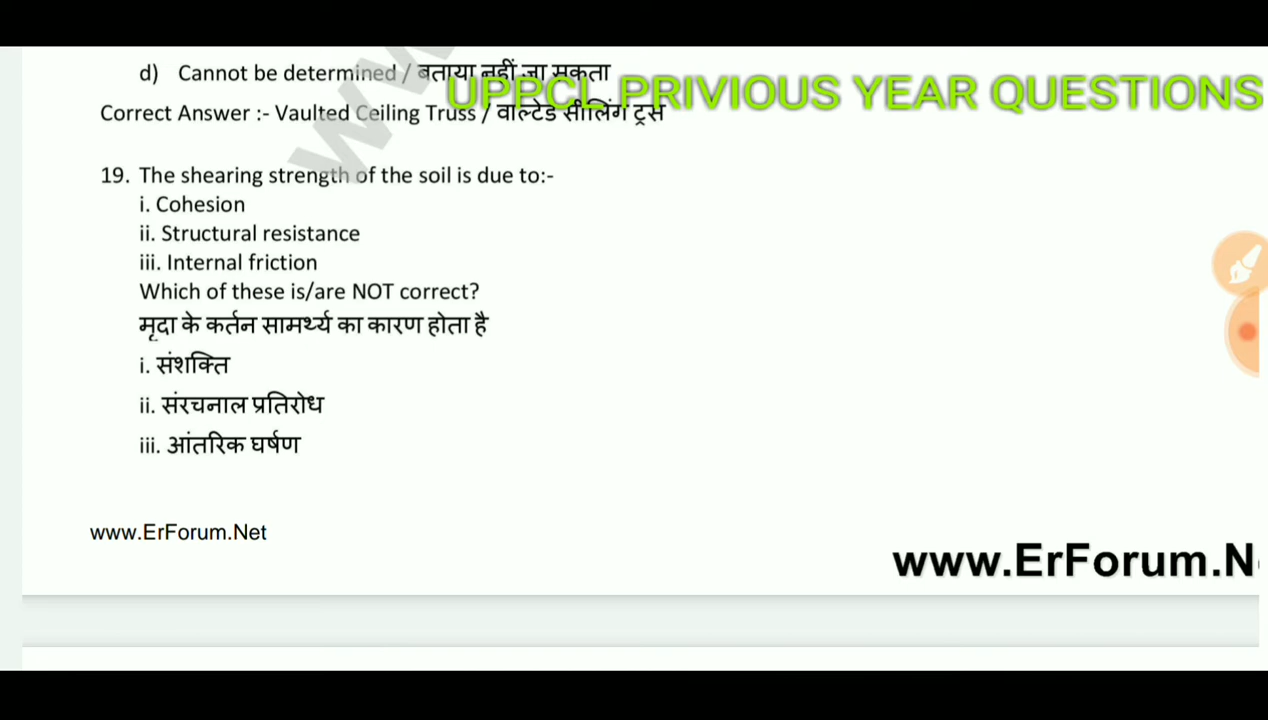 d) Cannot be determined / बताया नहीं जा सकता
UPPCL PRIVIOUS YEAR QUESTIONS
Correct Answer :- Vaulted Ceiling Truss / वाल्टेड सीलिंग ट्रस
19. The shearing strength of the soil is due to:-
i. Cohesion
ii. Structural resistance
iii. Internal friction
Which of these is/are NOT correct?
मृदा के कर्तन सामर्थ्य का कारण होता है
i. संशक्ति
ii. संरचनाल प्रतिरोध
iii. आंतरिक घर्षण
www.ErForum.Net
www.ErForum.N